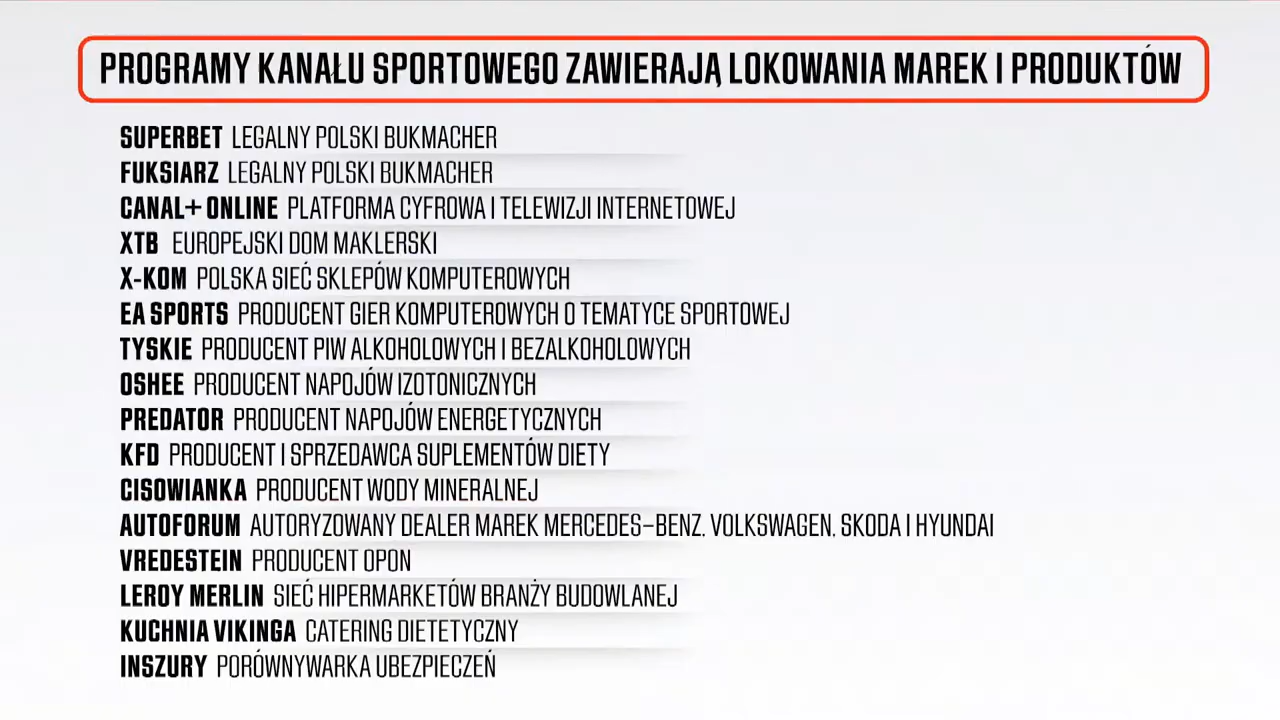 PROGRAMY KANAŁU SPORTOWEGO ZAWIERAJĄ LOKOWANIA MAREK I PRODUKTÓW
SUPERBET LEGALNY POLSKI BUKMACHER
FUKSIARZ LEGALNY POLSKI BUKMACHER
CANAL+ ONLINE PLATFORMA CYFROWA I TELEWIZJI INTERNETOWEJ
XTB EUROPEJSKI DOM MAKLERSKI
X-KOM POLSKA SIEĆ SKLEPÓW KOMPUTEROWYCH
EA SPORTS PRODUCENT GIER KOMPUTEROWYCH O TEMATYCE SPORTOWEJ
TYSKIE PRODUCENT PIW ALKOHOLOWYCH I BEZALKOHOLOWYCH
OSHEE PRODUCENT NAPOJÓW IZOTONICZNYCH
PREDATOR PRODUCENT NAPOJÓW ENERGETYCZNYCH
KFD PRODUCENT I SPRZEDAWCA SUPLEMENTÓW DIETY
CISOWIANKA PRODUCENT WODY MINERALNEJ
AUTOFORUM AUTORYZOWANY DEALER MAREK MERCEDES–BENZ, VOLKSWAGEN, SKODA I HYUNDAI
VREDESTEIN PRODUCENT OPON
LEROY MERLIN SIEĆ HIPERMARKETÓW BRANŻY BUDOWLANEJ
KUCHNIA VIKINGA CATERING DIETETYCZNY
INSZURY PORÓWNYWARKA UBEZPIECZEŃ